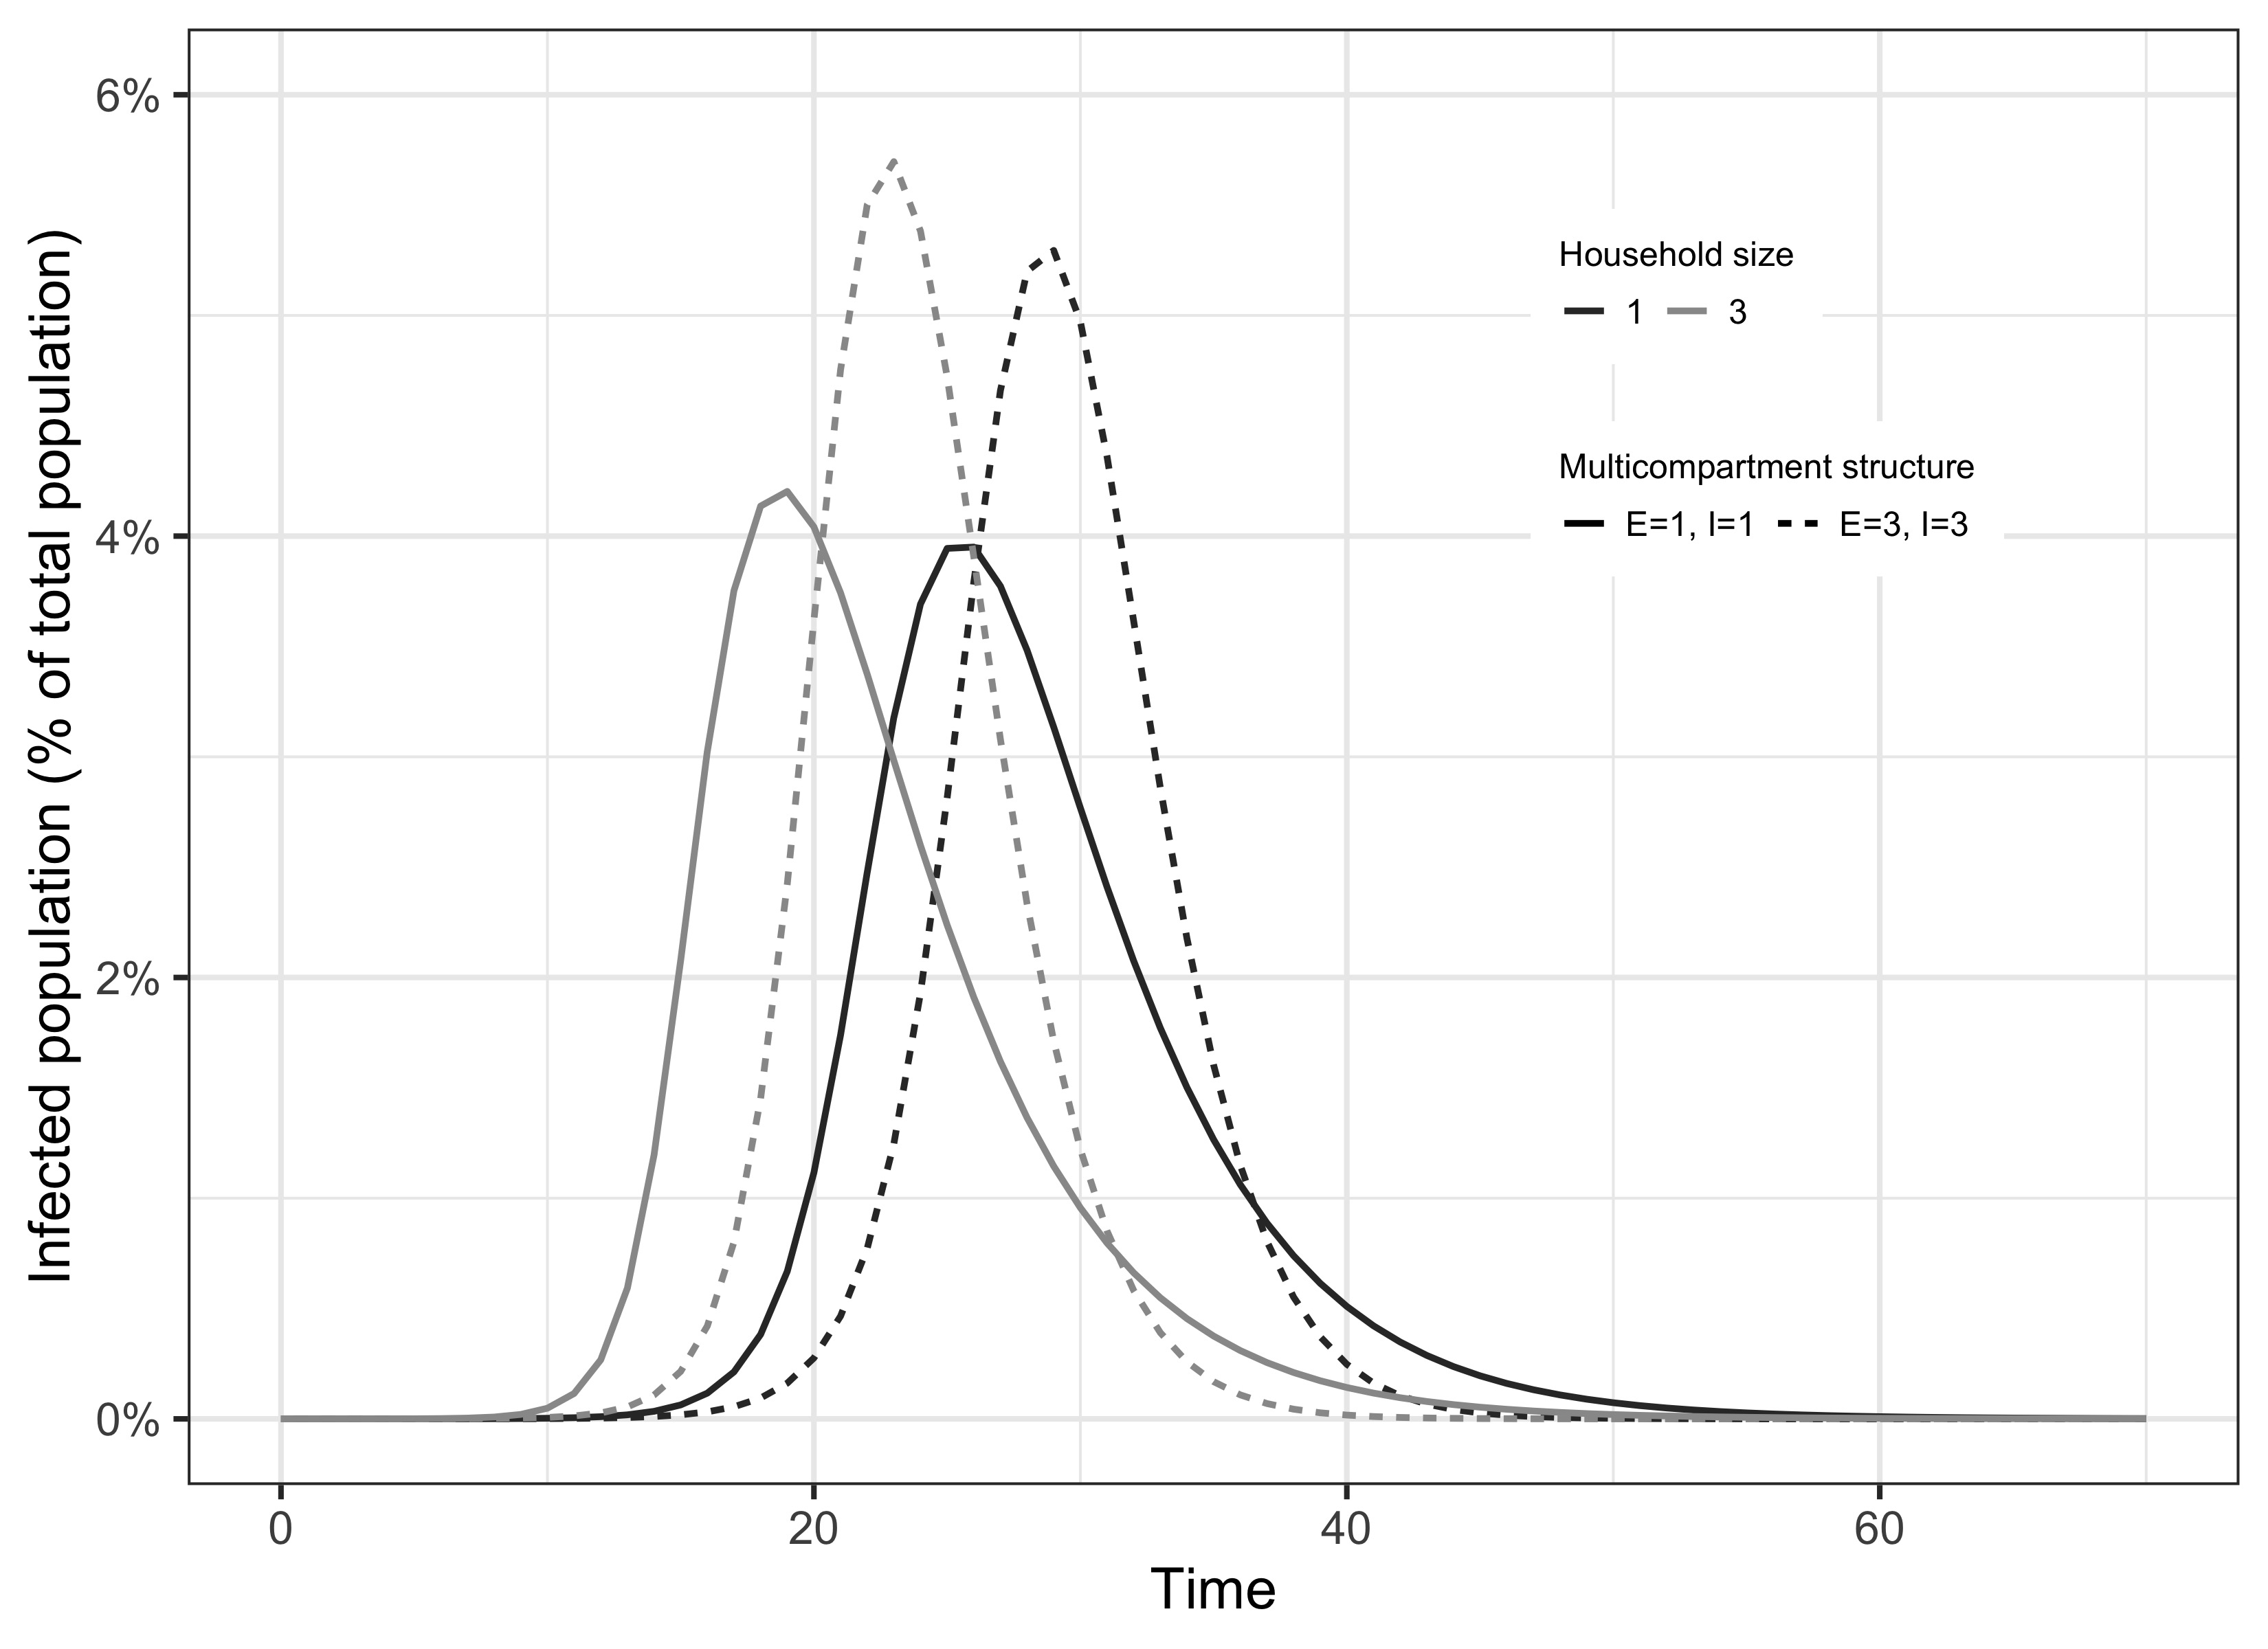 Infected population (% of total population)
6%
4%
2%
0%
Household size
1 3
Multicompartment structure
E=1, I=1 E=3, I=3
0 20 40 60
Time